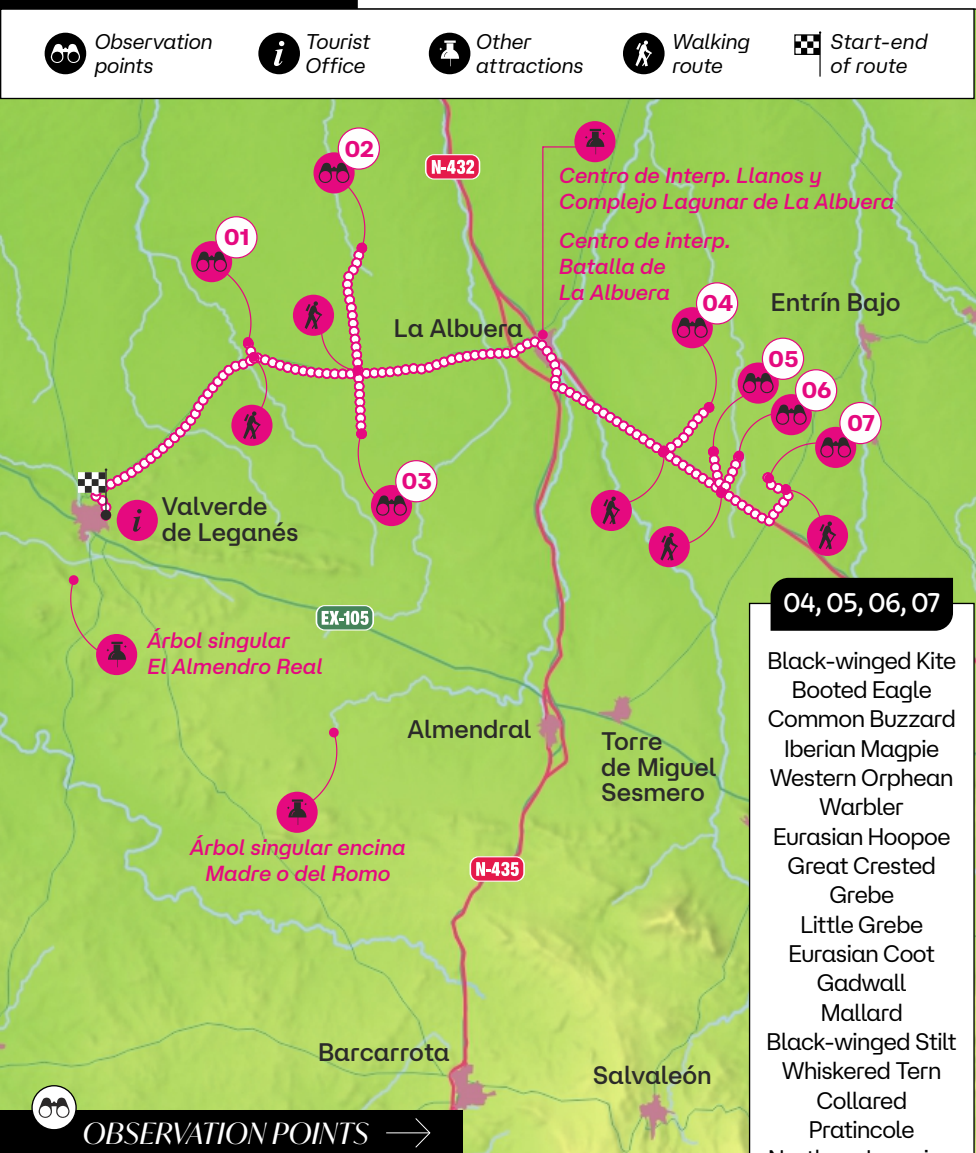 Observation
points
Tourist
Office
Other
attractions
Walking
route
Start-end
of route
02
N-432
Centro de Interp. Llanos y
Complejo Lagunar de La Albuera
01
Centro de interp.
Batalla de
La Albuera
04
Entrín Bajo
La Albuera
05
06
07
03
Valverde
de Leganés
EX-105
Árbol singular
El Almendro Real
Almendral
Torre
de Miguel
Sesmero
Árbol singular encina
Madre o del Romo
N-435
Barcarrota
Salvaleón
OBSERVATION POINTS
04, 05, 06, 07
Black-winged Kite
Booted Eagle
Common Buzzard
Iberian Magpie
Western Orphean
Warbler
Eurasian Hoopoe
Great Crested
Grebe
Little Grebe
Eurasian Coot
Gadwall
Mallard
Black-winged Stilt
Whiskered Tern
Collared
Pratincole